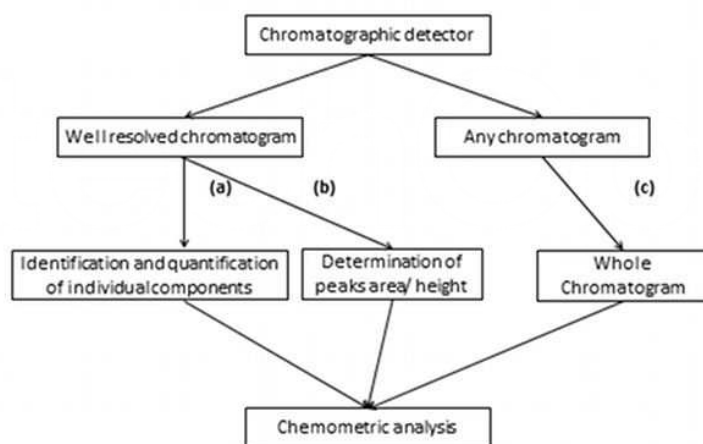 Chromatographic detector
Well resolved chromatogram
Any chromatogram
(a)
(b)
(c)
Identification and quantification
of individual components
Determination of
peaks area/ height
Whole
Chromatogram
Chemometric analysis